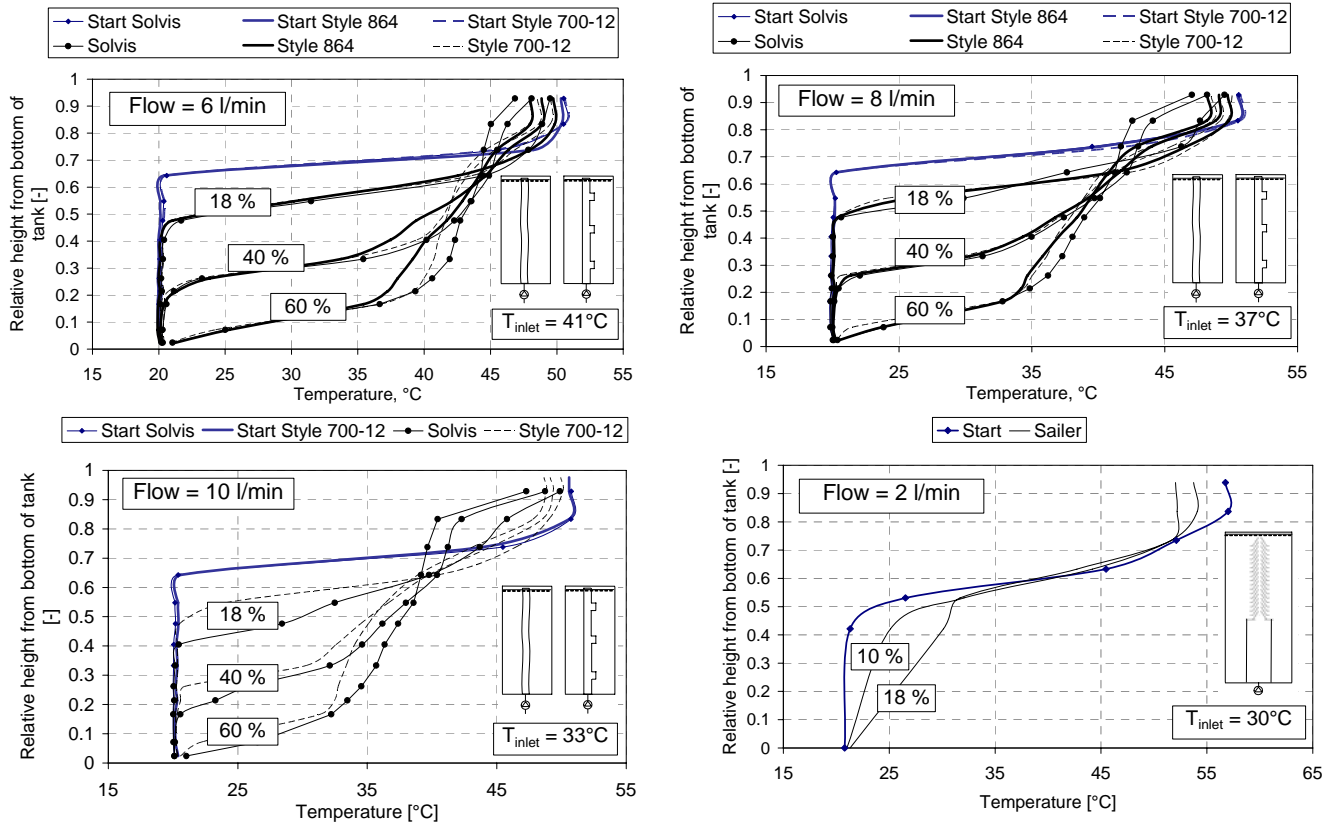 Start Solvis Start Style 864 Start Style 700-12
Solvis Style 864 Style 700-12
Flow = 6 l/min
Relative height from bottom of
tank [-]
1
0.9
0.8
0.7
0.6
0.5
0.4
0.3
0.2
0.1
0
18 %
40 %
60 %
T inlet = 41°C
15 20 25 30 35 40 45 50 55
Temperature, °C
Start Solvis Start Style 864 Start Style 700-12
Solvis Style 864 Style 700-12
Flow = 8 l/min
Relative height from bottom of
tank [-]
1
0.9
0.8
0.7
0.6
0.5
0.4
0.3
0.2
0.1
0
18 %
40 %
60 %
T inlet = 37°C
15 25 35 45 55
Temperature, °C
Start Solvis Start Style 700-12 Solvis Style 700-12
Flow = 10 l/min
Relative height from bottom of tank
[-]
1
0.9
0.8
0.7
0.6
0.5
0.4
0.3
0.2
0.1
0
18 %
40 %
60 %
T inlet = 33°C
15 25 35 45 55
Temperature [°C]
Start Sailer
Flow = 2 l/min
Relative height from bottom of tank [-]
1
0.9
0.8
0.7
0.6
0.5
0.4
0.3
0.2
0.1
0
10 %
18 %
T inlet = 30°C
15 25 35 45 55 65
Temperature [°C]